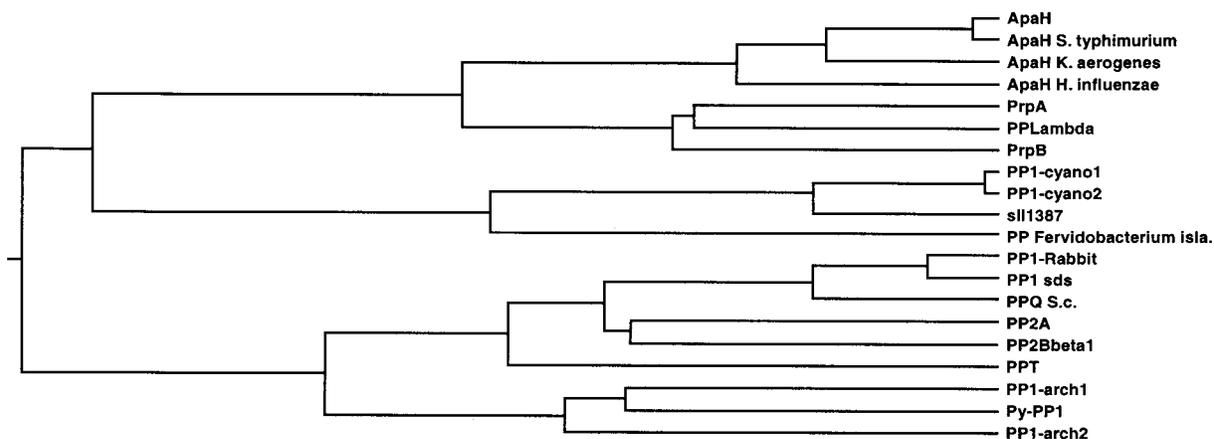 ApaH
ApaH S. typhimurium
ApaH K. aerogenes
ApaH H. influenzae
PrpA
PPLambda
PrpB
PP1-cyano1
PP1-cyano2
sll1387
PP Fervidobacterium isla.
PP1-Rabbit
PP1 sds
PPQ S.c.
PP2A
PP2Bbeta1
PPT
PP1-arch1
Py-PP1
PP1-arch2